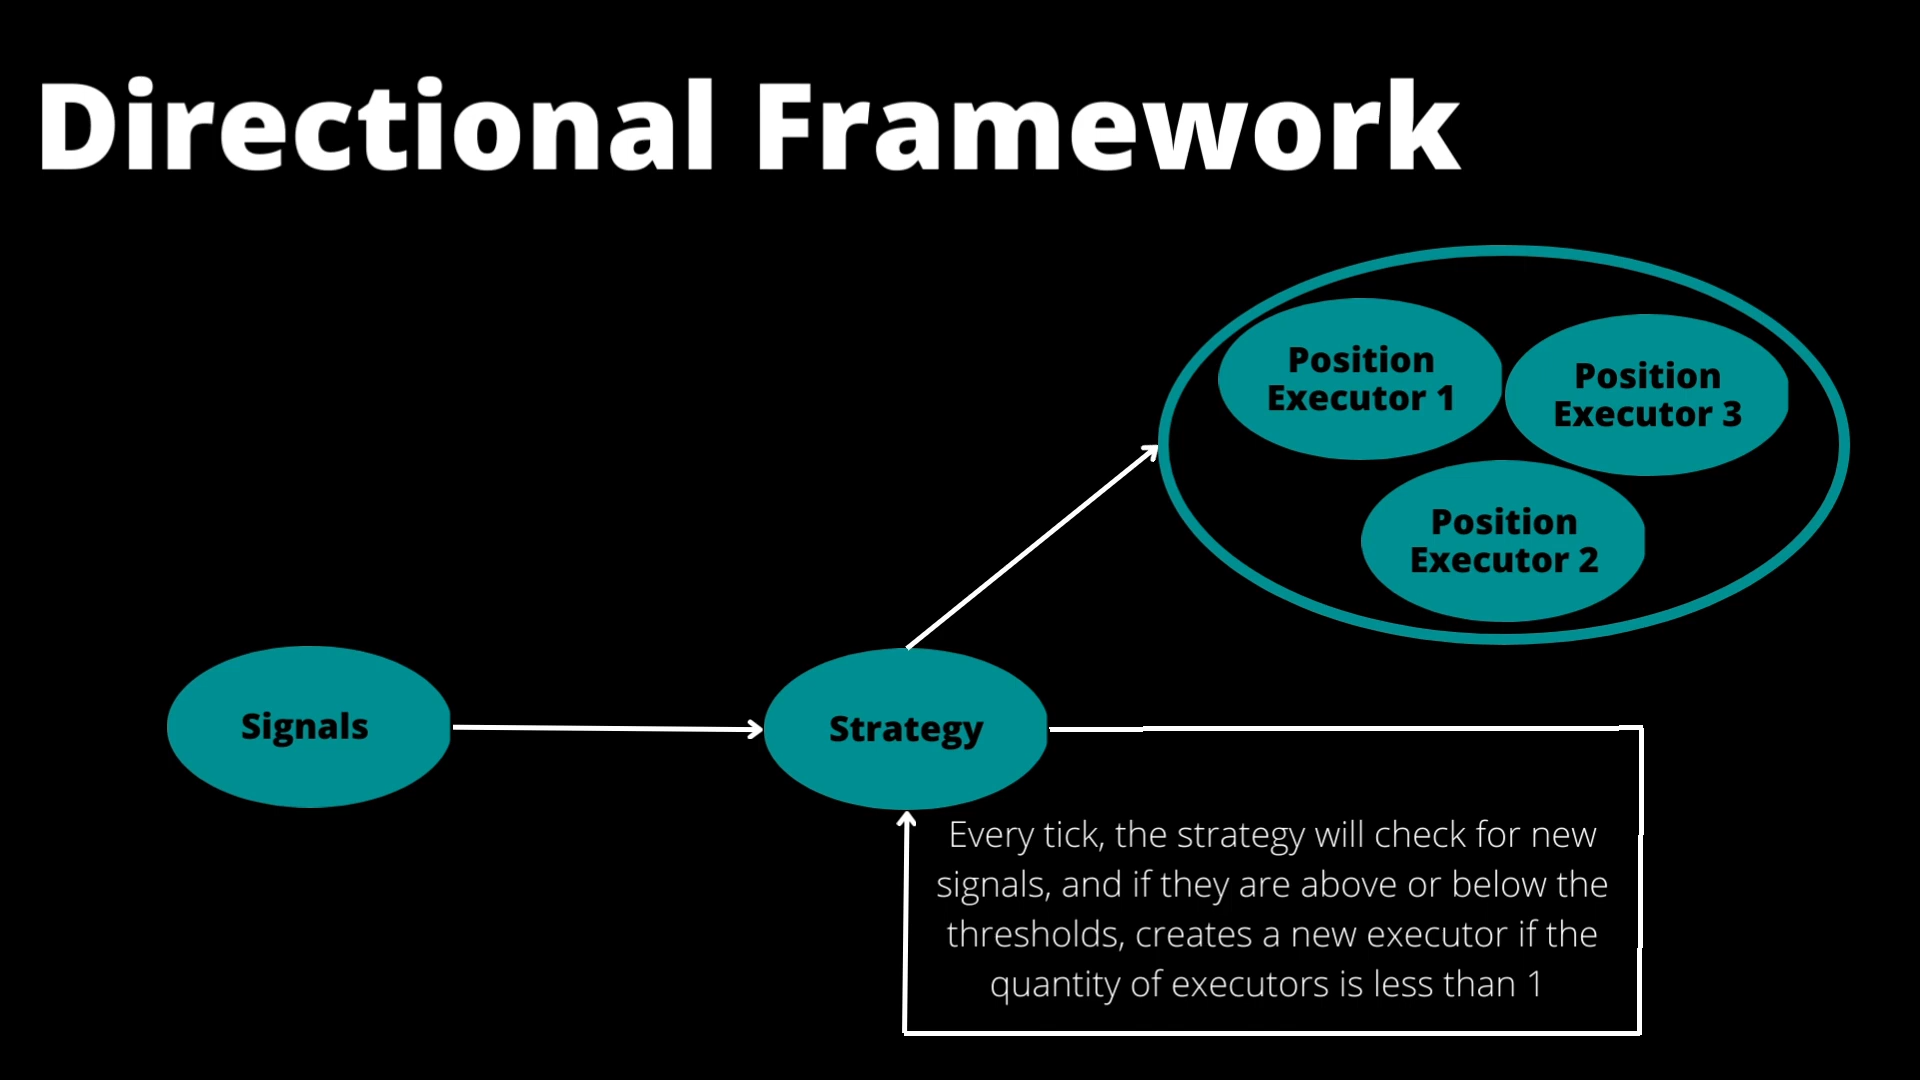 Directional Framework
Position
Executor 1
Position
Executor 3
Position
Executor 2
Signals
Strategy
Every tick, the strategy will check for new
signals, and if they are above or below the
thresholds, creates a new executor if the
quantity of executors is less than 1